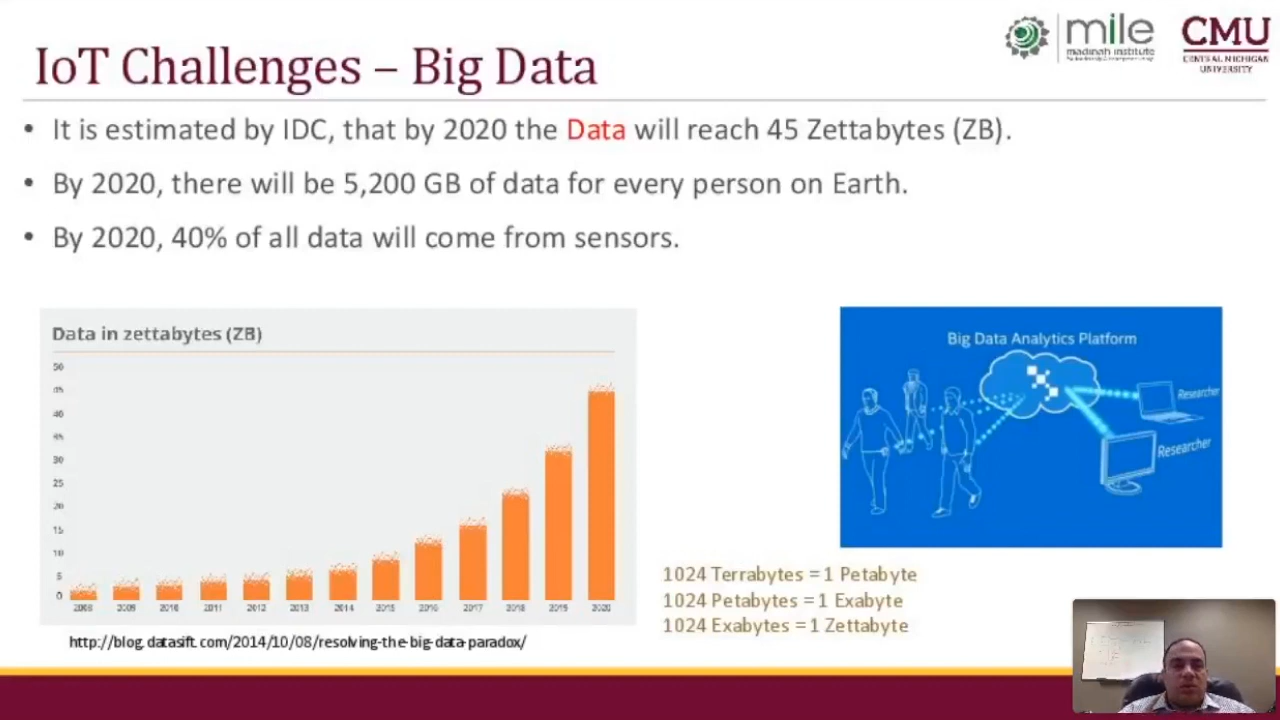 mile
madinah institute
CMU
CENTRAL MICHIGAN
UNIVERSITY
IoT Challenges – Big Data
• It is estimated by IDC, that by 2020 the Data will reach 45 Zettabytes (ZB).
• By 2020, there will be 5,200 GB of data for every person on Earth.
• By 2020, 40% of all data will come from sensors.
Data in zettabytes (ZB)
50
45
40
35
30
25
20
15
10
5
0
2008 2009 2010 2011 2012 2013 2014 2015 2016 2017 2018 2019 2020
http://blog.datasift.com/2014/10/08/resolving-the-big-data-paradox/
Big Data Analytics Platform
Researcher
Researcher
1024 Terrabytes = 1 Petabyte
1024 Petabytes = 1 Exabyte
1024 Exabytes = 1 Zettabyte